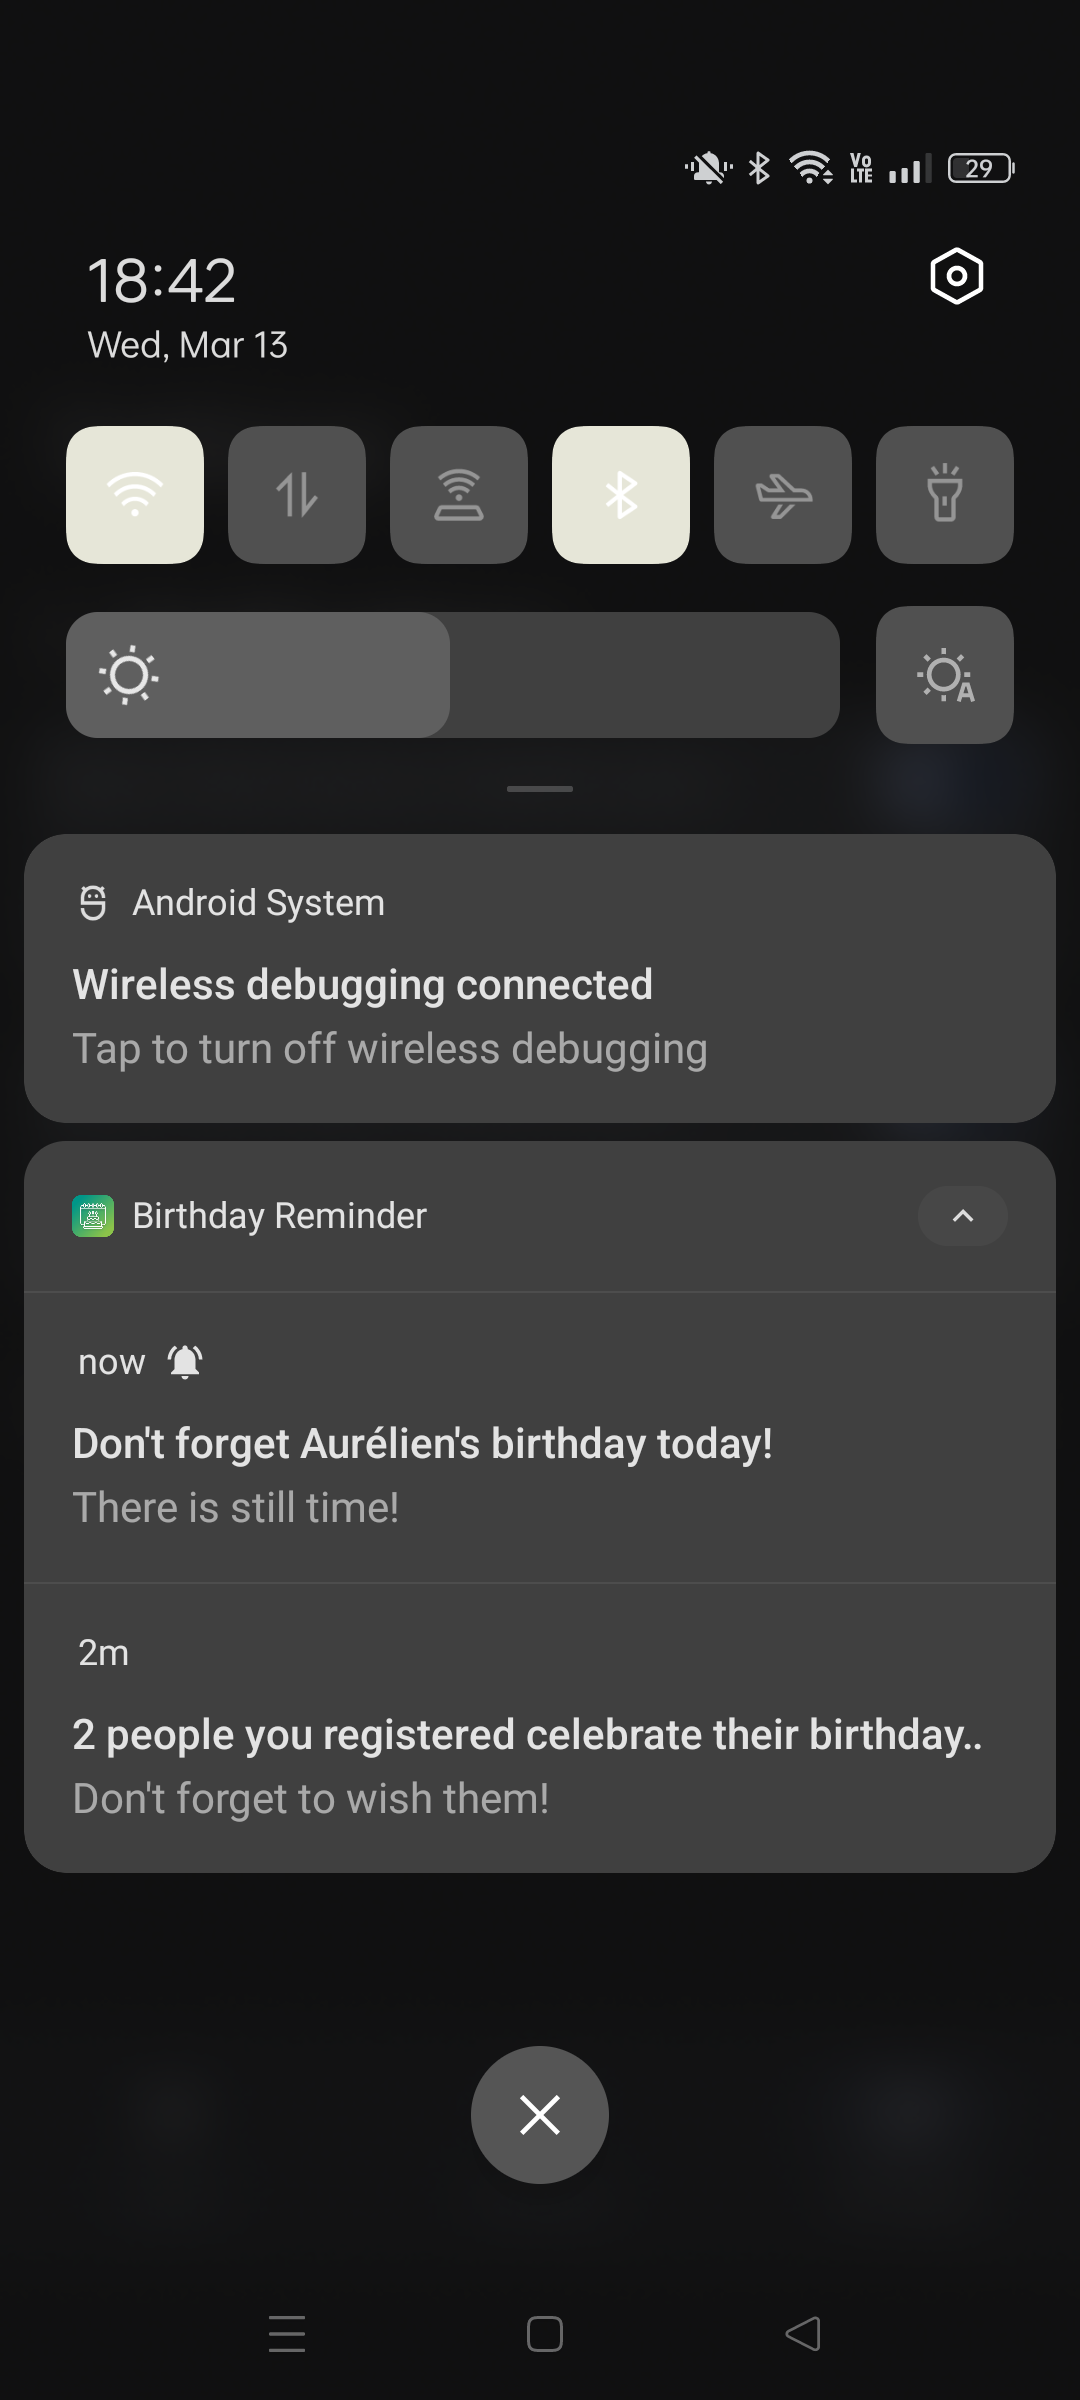 Vo
LTE
29
18:42
Wed, Mar 13
A
Android System
Wireless debugging connected
Tap to turn off wireless debugging
Birthday Reminder
now
Don't forget Aurélien's birthday today!
There is still time!
2m
2 people you registered celebrate their birthday..
Don't forget to wish them!